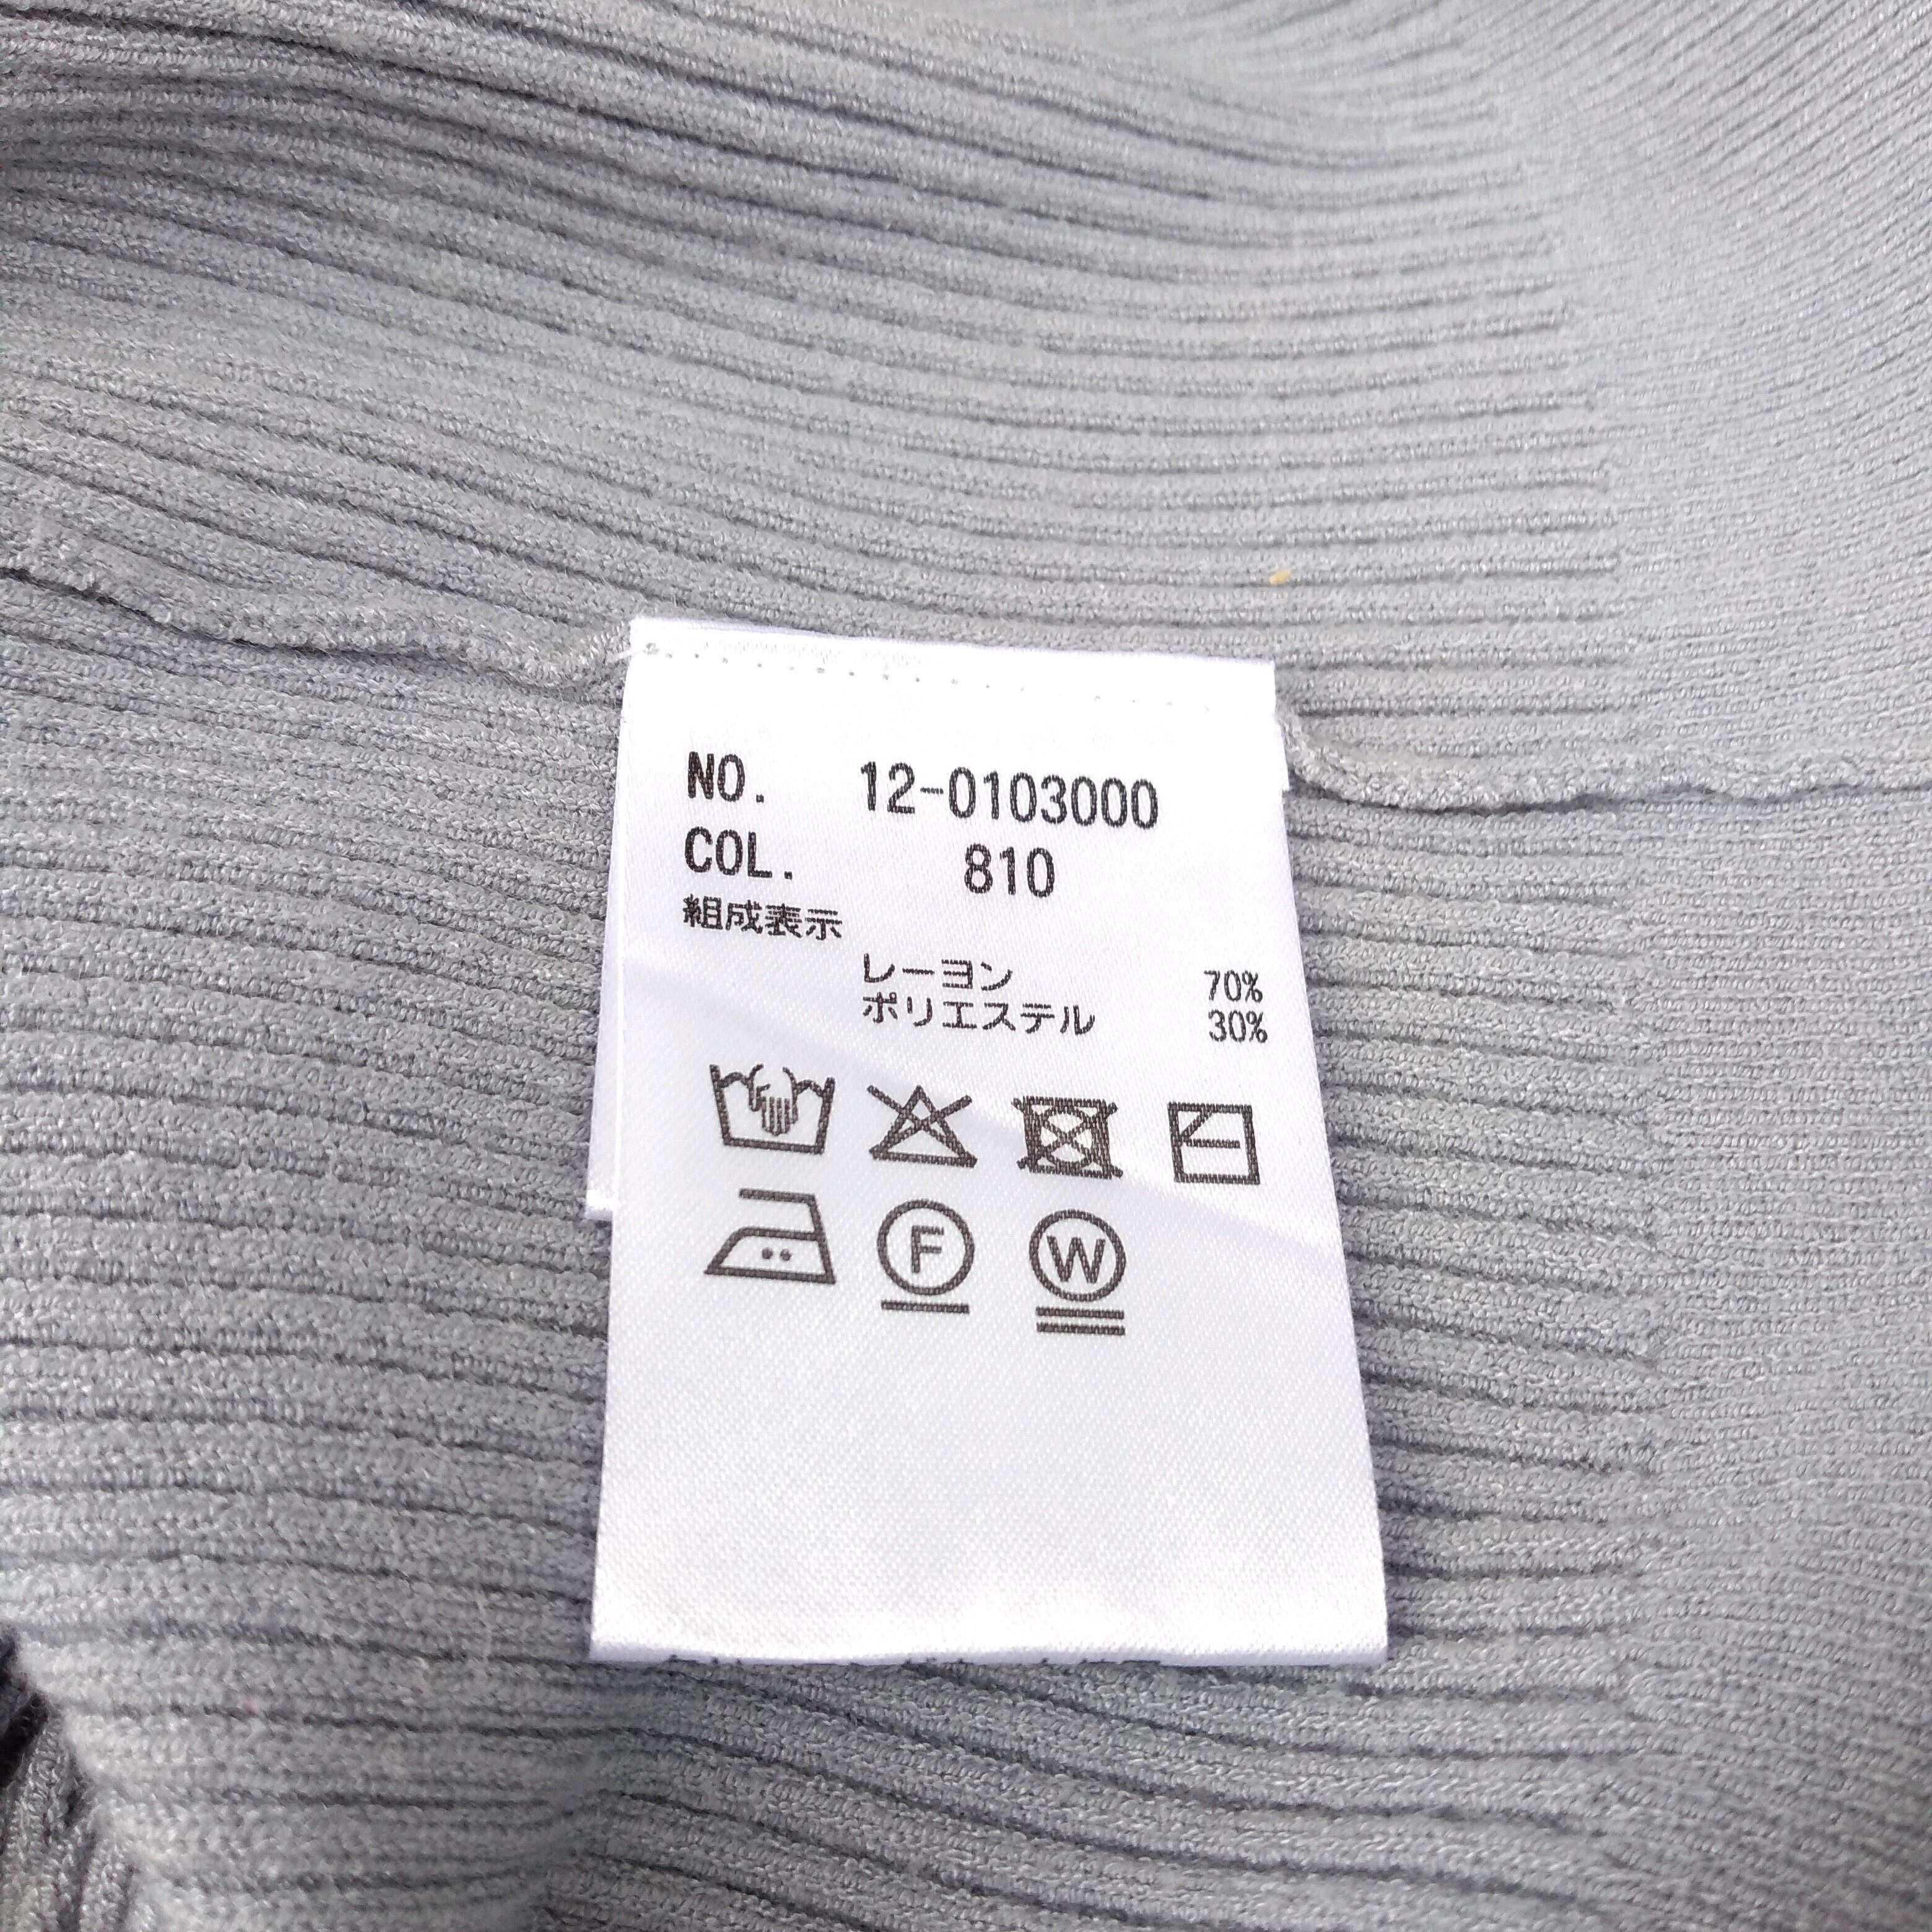 NO. 12-0103000
COL. 810
組成表示
レーヨン 70%
ポリエステル 30%
F
W